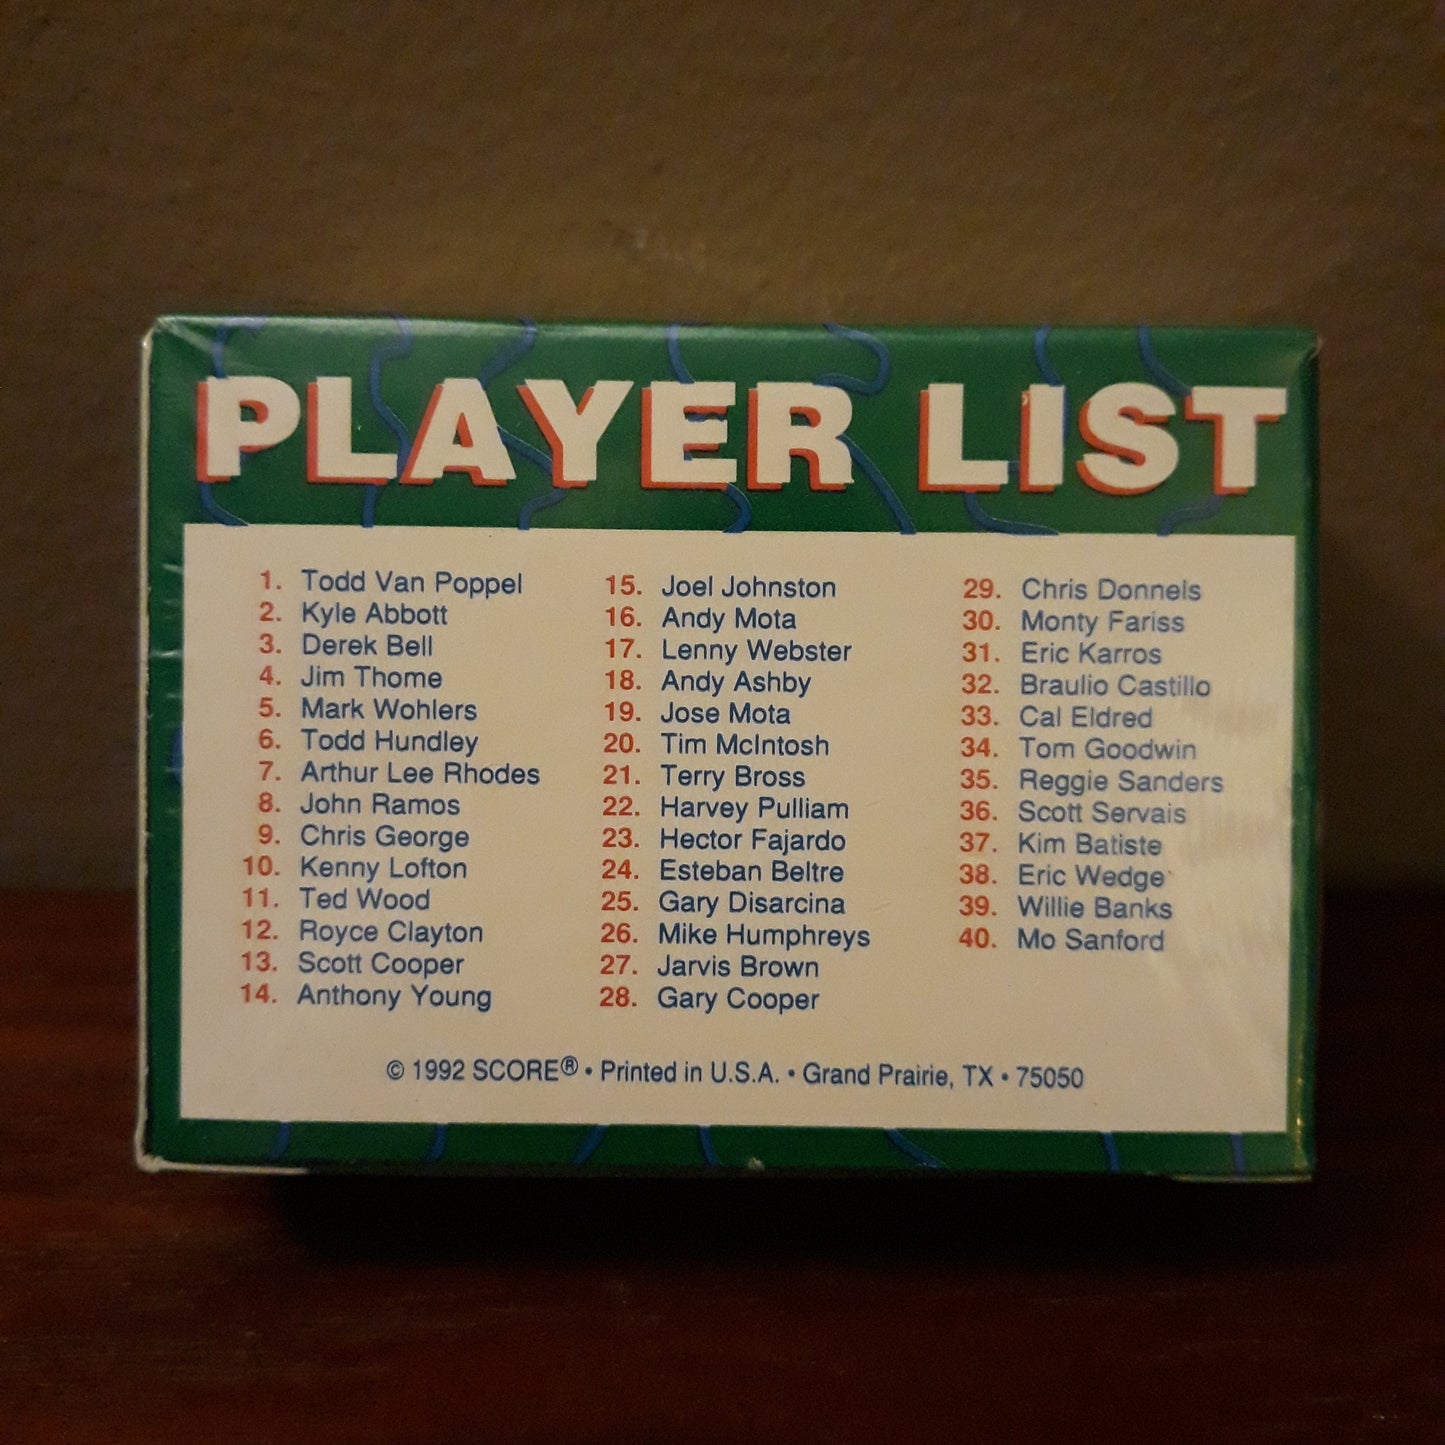 PLAYER LIST
1. Todd Van Poppel
2. Kyle Abbott
3. Derek Bell
4. Jim Thome
5. Mark Wohlers
6. Todd Hundley
7. Arthur Lee Rhodes
8. John Ramos
9. Chris George
10. Kenny Lofton
11. Ted Wood
12. Royce Clayton
13. Scott Cooper
14. Anthony Young
15. Joel Johnston
16. Andy Mota
17. Lenny Webster
18. Andy Ashby
19. Jose Mota
20. Tim McIntosh
21. Terry Bross
22. Harvey Pulliam
23. Hector Fajardo
24. Esteban Beltre
25. Gary Disarcina
26. Mike Humphreys
27. Jarvis Brown
28. Gary Cooper
29. Chris Donnels
30. Monty Fariss
31. Eric Karros
32. Braulio Castillo
33. Cal Eldred
34. Tom Goodwin
35. Reggie Sanders
36. Scott Servais
37. Kim Batiste
38. Eric Wedge
39. Willie Banks
40. Mo Sanford
© 1992 SCORE® • Printed in U.S.A. • Grand Prairie, TX • 75050